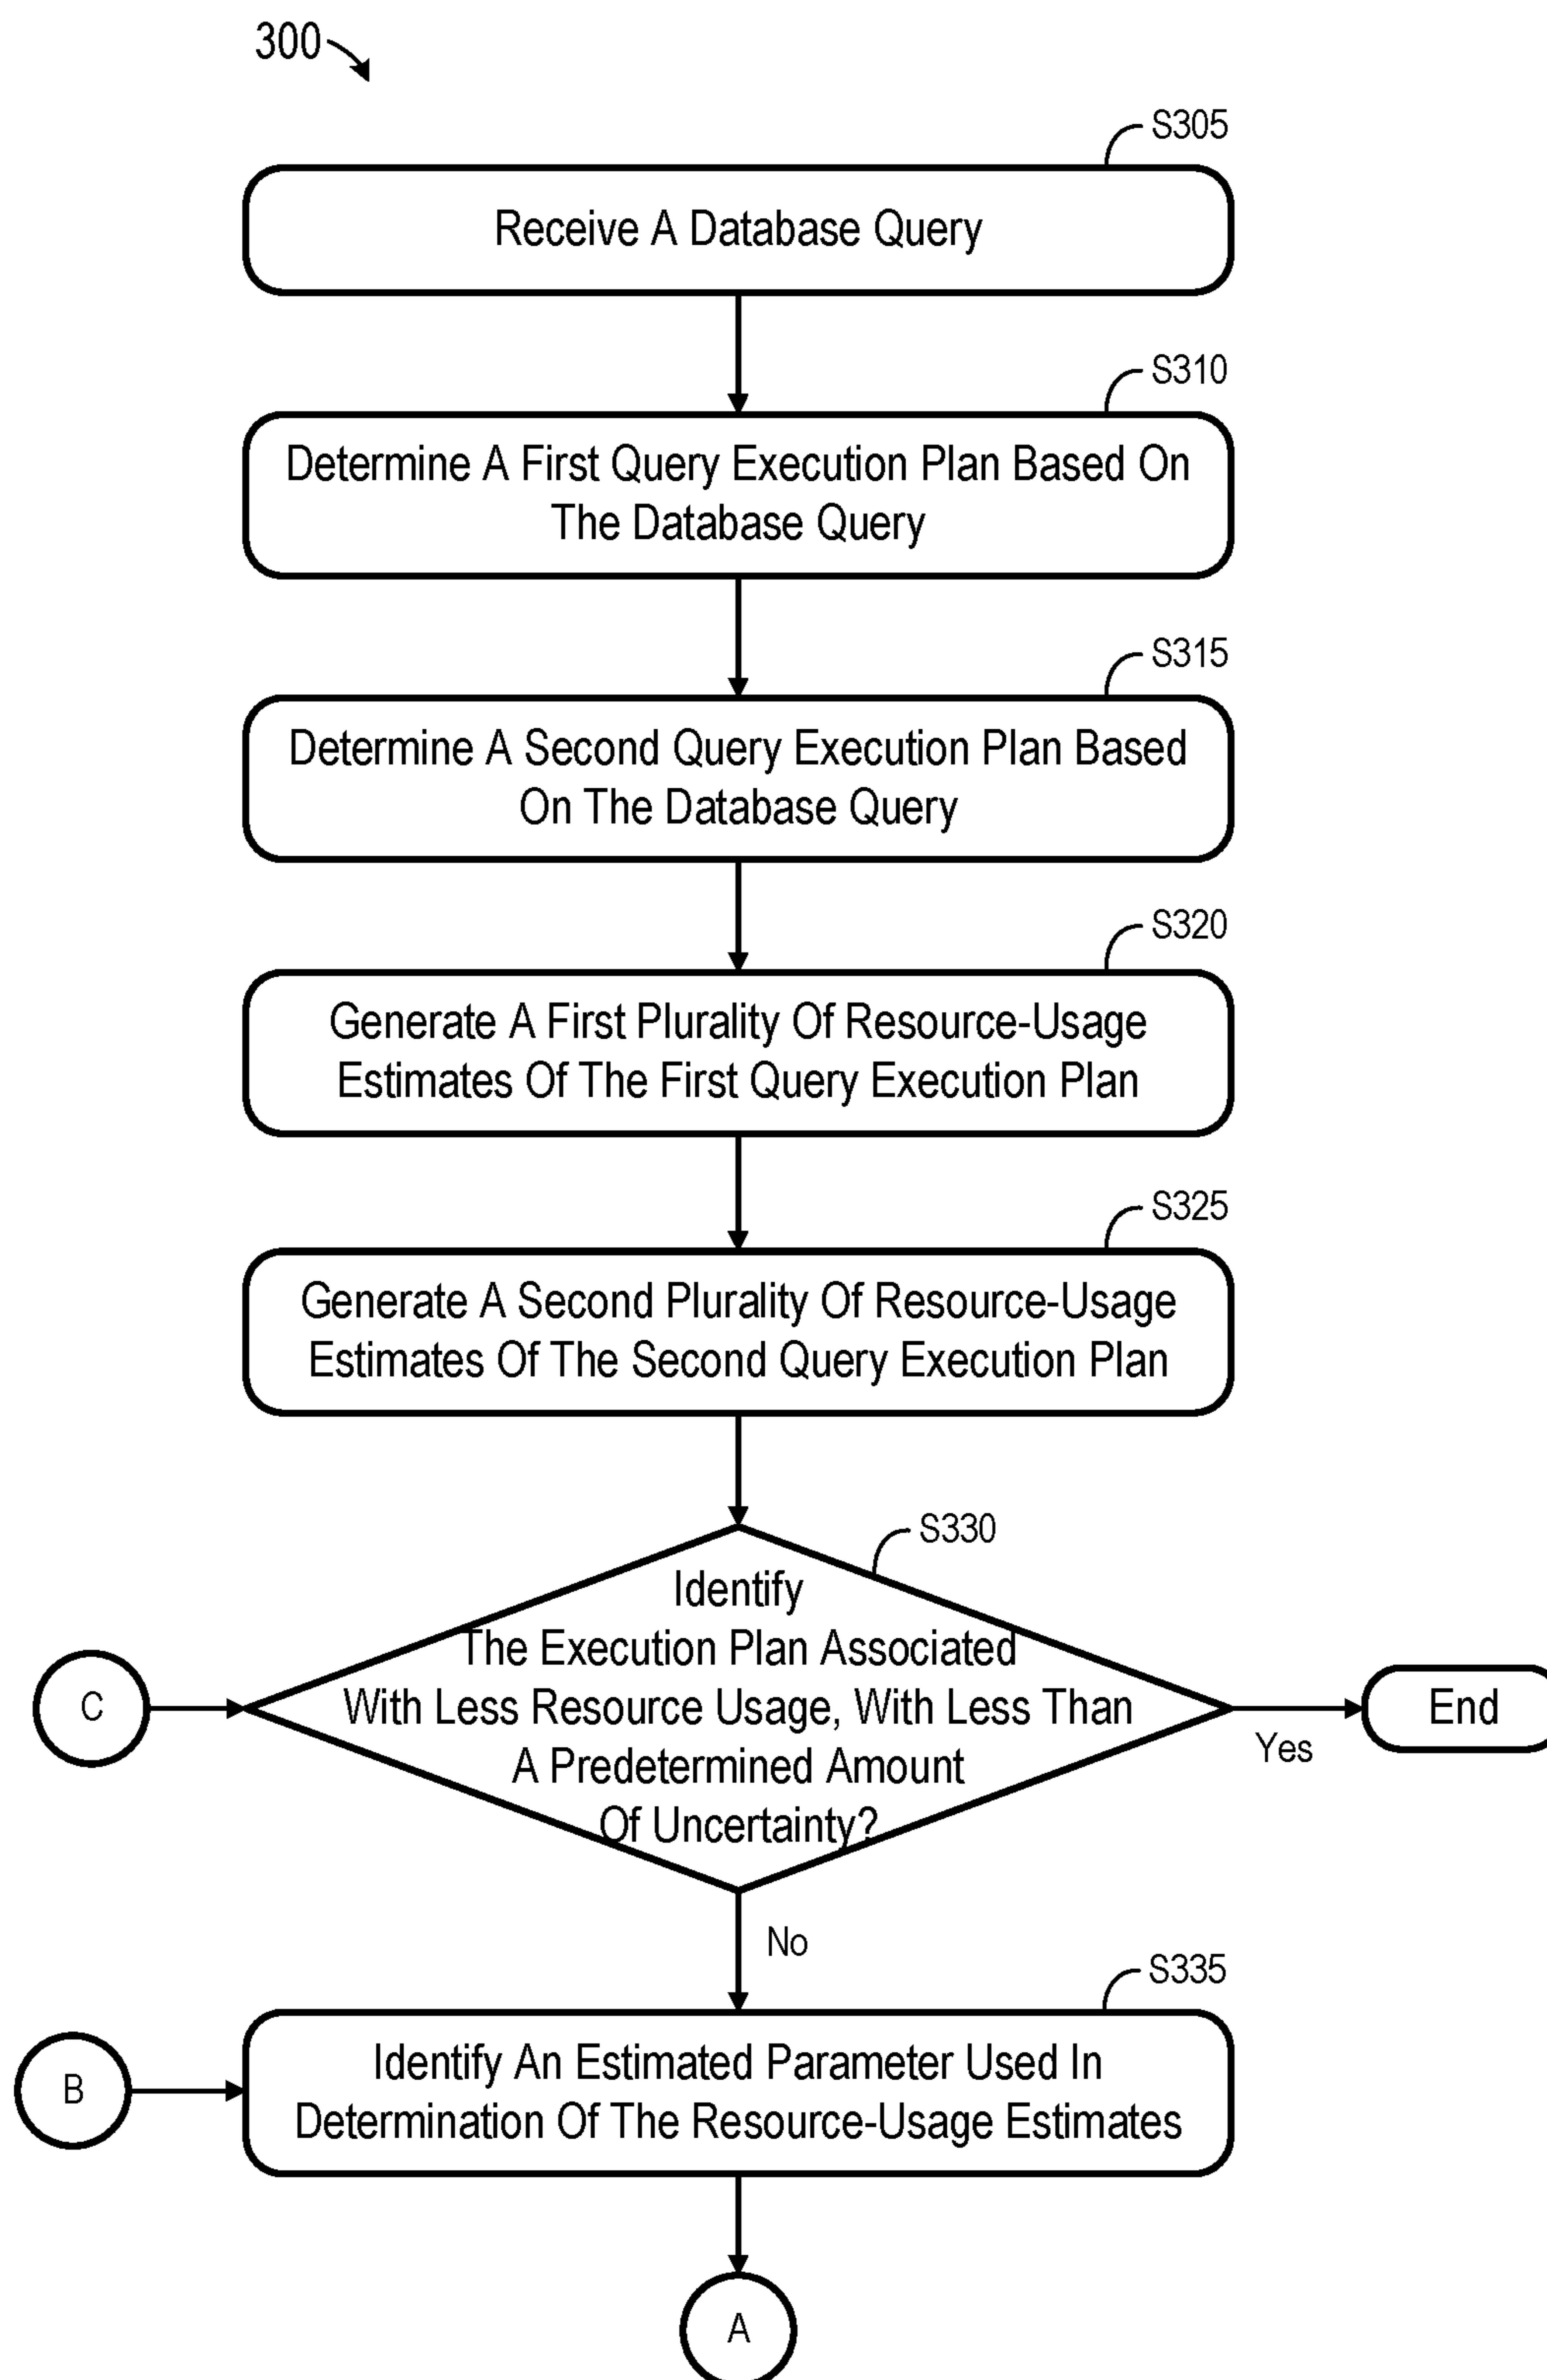 300
S305
Receive A Database Query
S310
Determine A First Query Execution Plan Based On
The Database Query
S315
Determine A Second Query Execution Plan Based
On The Database Query
S320
Generate A First Plurality Of Resource-Usage
Estimates Of The First Query Execution Plan
S325
Generate A Second Plurality Of Resource-Usage
Estimates Of The Second Query Execution Plan
S330
Identify
The Execution Plan Associated
With Less Resource Usage, With Less Than
A Predetermined Amount
Of Uncertainty?
C
End
Yes
No
S335
Identify An Estimated Parameter Used In
Determination Of The Resource-Usage Estimates
B
A